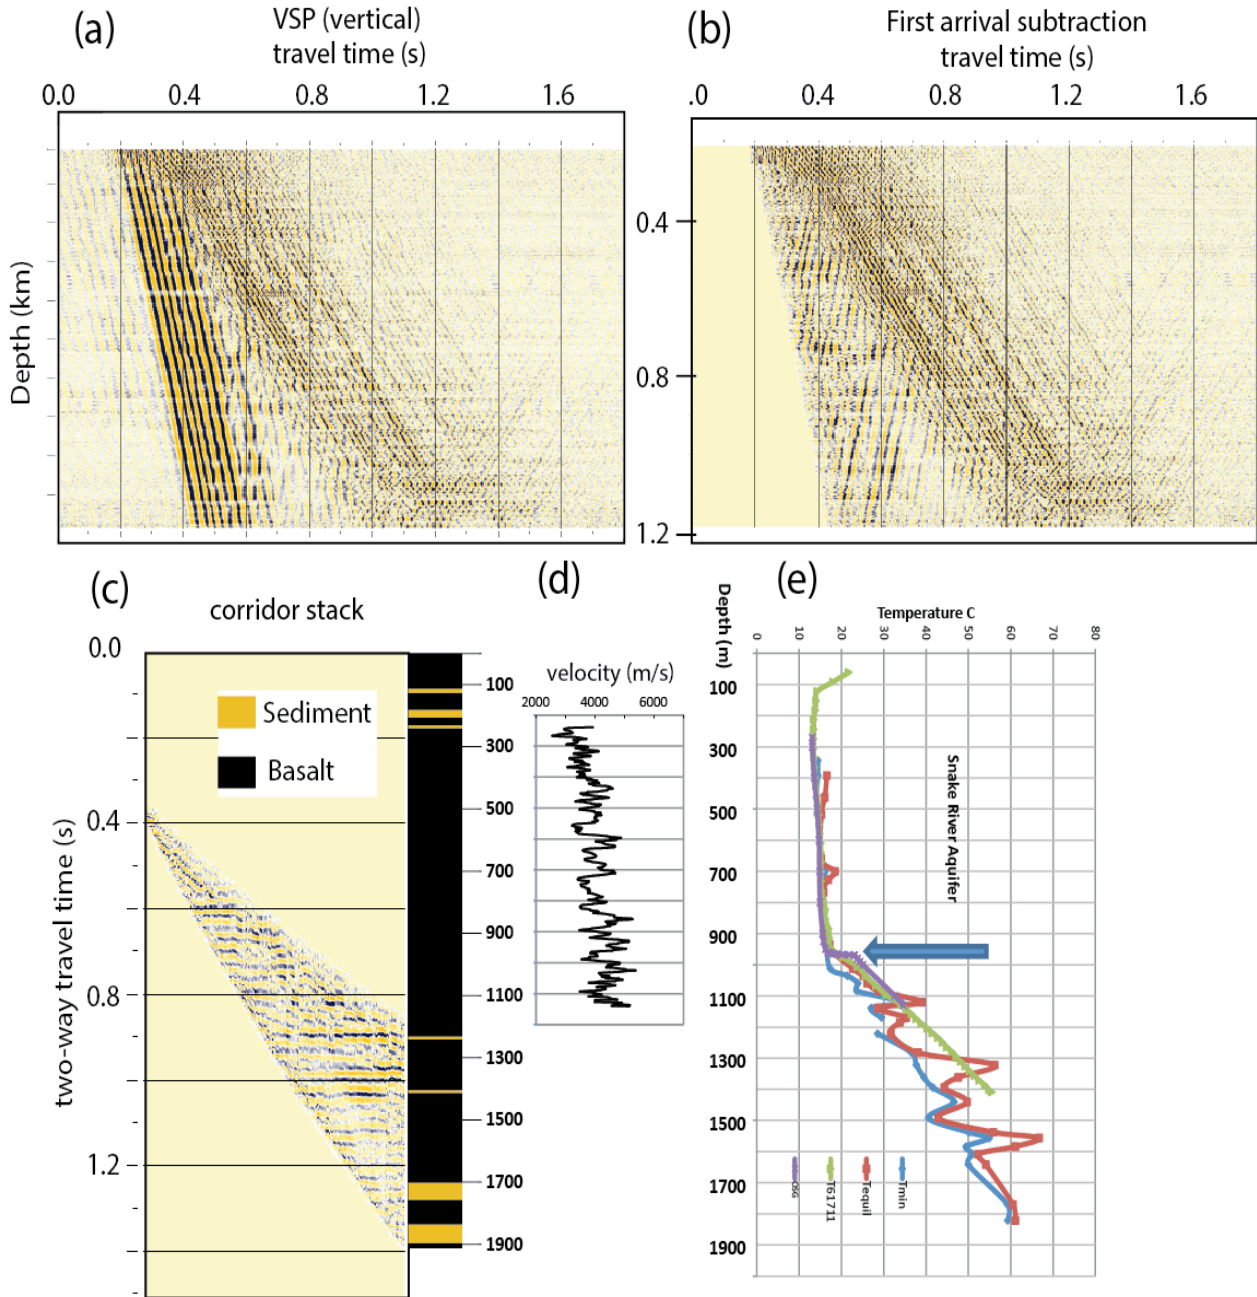 (a)
VSP (vertical)
travel time (s)
0.0 0.4 0.8 1.2 1.6
Depth (km)
(b)
First arrival subtraction
travel time (s)
.0 0.4 0.8 1.2 1.6
0.4
0.8
1.2
(c)
corridor stack
two-way travel time (s)
0.0
0.4
0.8
1.2
Sediment
Basalt
100
300
500
700
900
1100
1300
1500
1700
1900
(d)
velocity (m/s)
2000 4000 6000
(e)
Depth (m)
Temperature C
0 10 20 30 40 50 60 70 80
100
300
500
700
900
1100
1300
1500
1700
1900
Snake River Aquifer
Tmin
Tequil
T61711
OSG